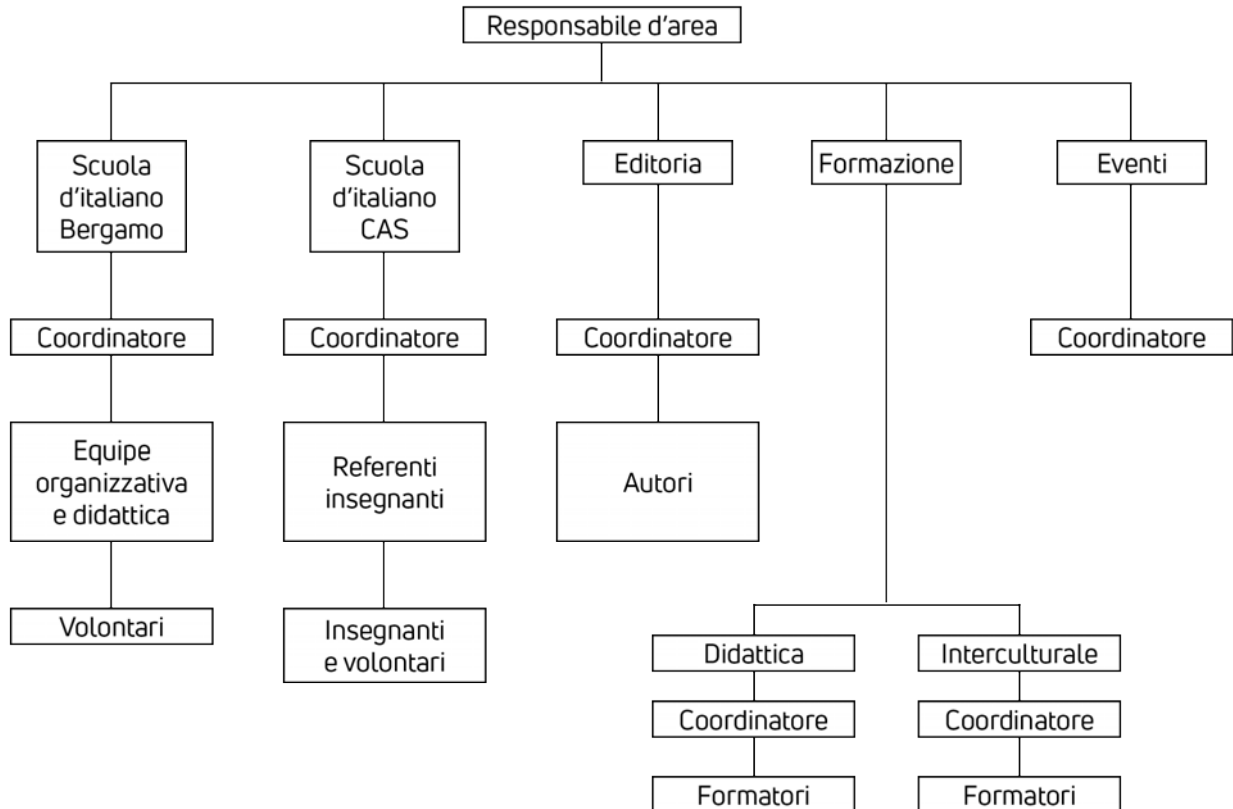 Responsabile d'area
Scuola
d'italiano
Bergamo
Scuola
d'italiano
CAS
Editoria
Formazione
Eventi
Coordinatore
Coordinatore
Coordinatore
Coordinatore
Equipe
organizzativa
e didattica
Referenti
insegnanti
Autori
Volontari
Insegnanti
e volontari
Didattica
Interculturale
Coordinatore
Coordinatore
Formatori
Formatori